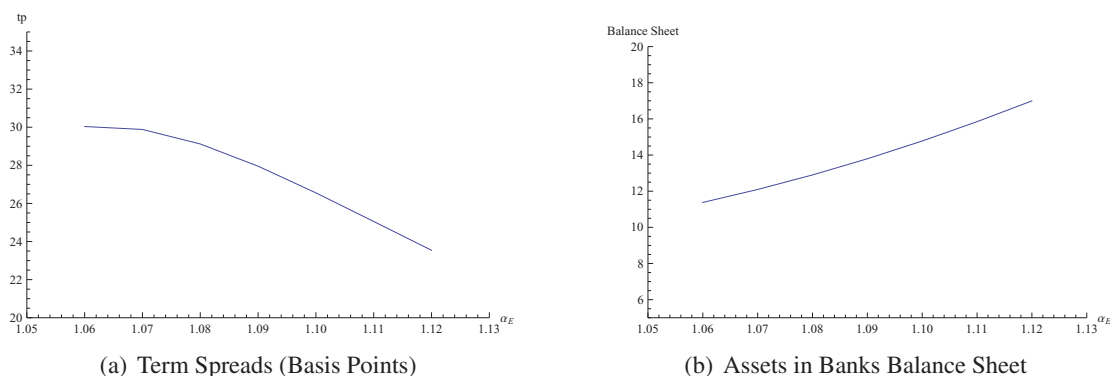 tp
34
32
30
28
26
24
22
20
1.05 1.06 1.07 1.08 1.09 1.10 1.11 1.12 1.13
α_E
(a) Term Spreads (Basis Points)
Balance Sheet
20
18
16
14
12
10
8
6
1.05 1.06 1.07 1.08 1.09 1.10 1.11 1.12 1.13
α_E
(b) Assets in Banks Balance Sheet